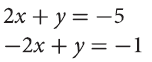 2x + y = −5
−2x + y = −1